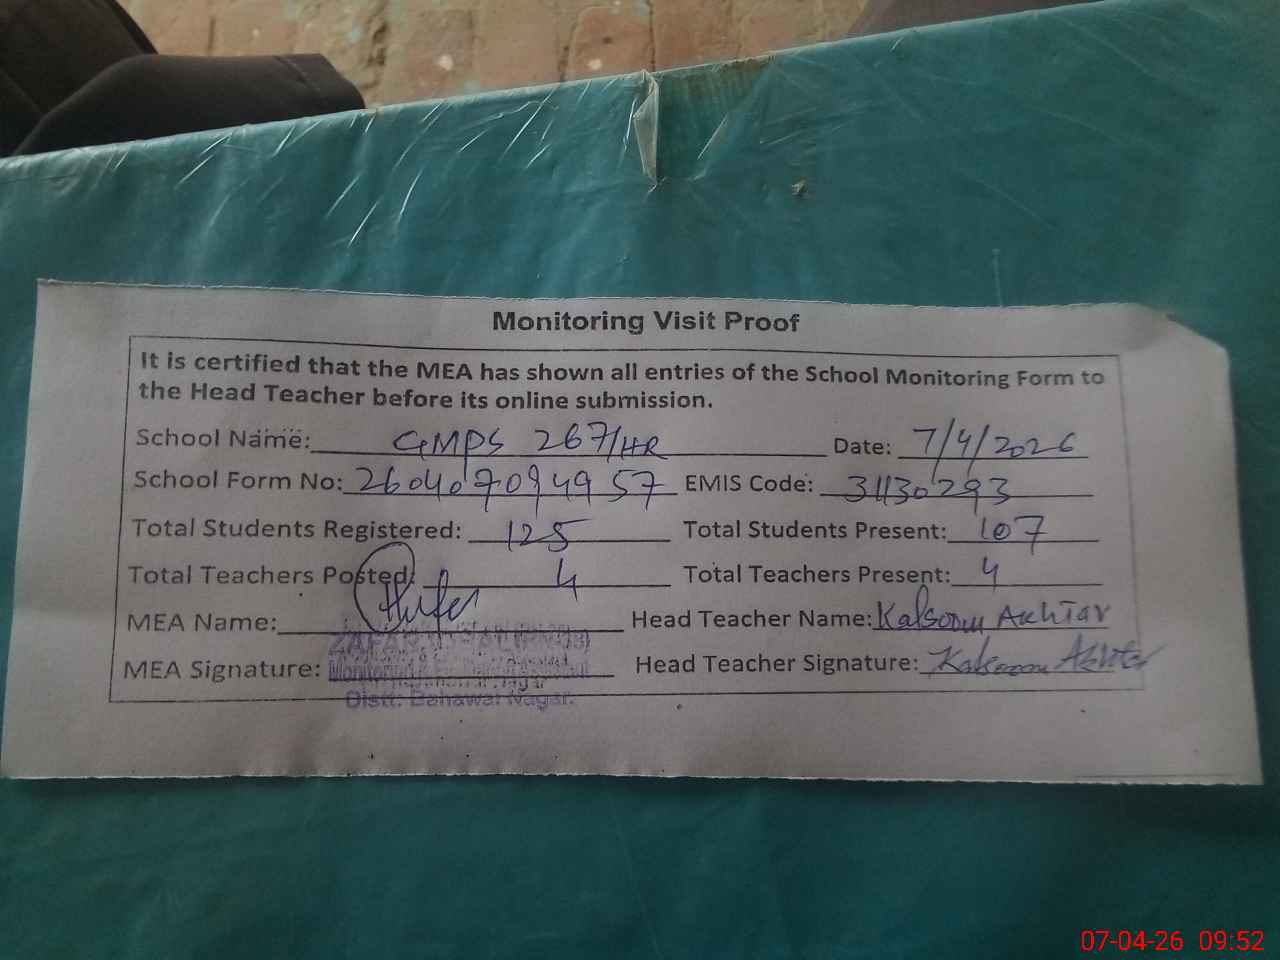 Monitoring Visit Proof
It is certified that the MEA has shown all entries of the School Monitoring Form to
the Head Teacher before its online submission.
School Name: GMPS 267/HR Date: 7/4/2026
School Form No: 26040709 4957 EMIS Code: 31130293
Total Students Registered: 125 Total Students Present: 107
Total Teachers Posted: 4 Total Teachers Present: 4
MEA Name: Head Teacher Name: Kalsoom Akhtar
ZAFAR
MEA Signature: Head Teacher Signature: Kalsoom Akhtar
Monitoring
Distt: Bahawal Nagar.
07-04-26 09:52